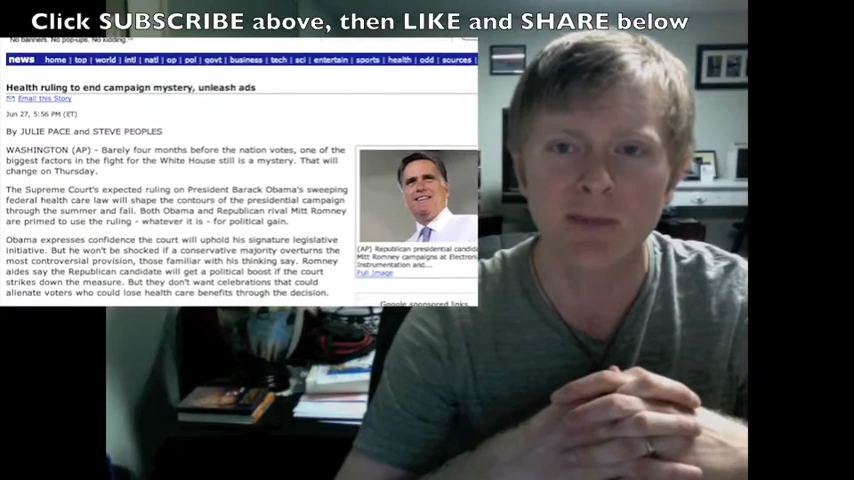 Click SUBSCRIBE above, then LIKE and SHARE below
No banners. No pop-ups. No kidding.
news home | top | world | intl | natl | op | pol | govt | business | tech | sci | entertain | sports | health | odd | sources |
Health ruling to end campaign mystery, unleash ads
Email this Story
Jun 27, 5:56 PM (ET)
By JULIE PACE and STEVE PEOPLES
WASHINGTON (AP) - Barely four months before the nation votes, one of the
biggest factors in the fight for the White House still is a mystery. That will
change on Thursday.
The Supreme Court's expected ruling on President Barack Obama's sweeping
federal health care law will shape the contours of the presidential campaign
through the summer and fall. Both Obama and Republican rival Mitt Romney
are primed to use the ruling - whatever it is - for political gain.
Obama expresses confidence the court will uphold his signature legislative
initiative. But he won't be shocked if a conservative majority overturns the
most controversial provision, those familiar with his thinking say. Romney
aides say the Republican candidate will get a political boost if the court
strikes down the measure. But they don't want celebrations that could
alienate voters who could lose health care benefits through the decision.
(AP) Republican presidential candida
Mitt Romney campaigns at Electroni
Instrumentation and...
Full Image
Google sponsored links